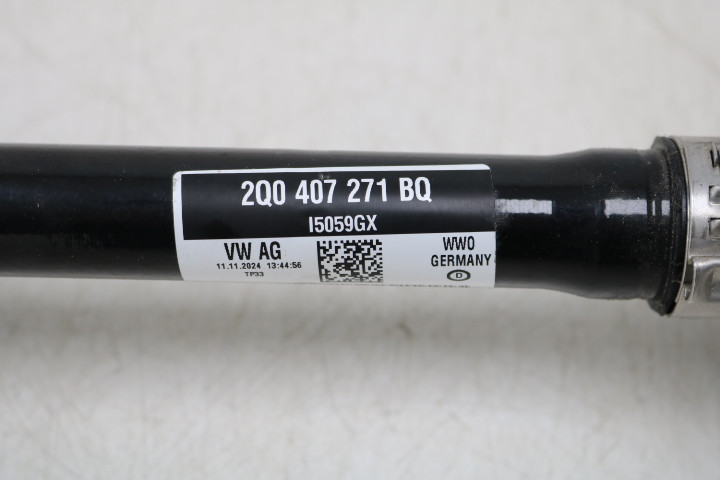 2Q0 407 271 BQ
I5059GX
VW AG
11.11.2024 13:44:56
TP33
WWO
GERMANY
D